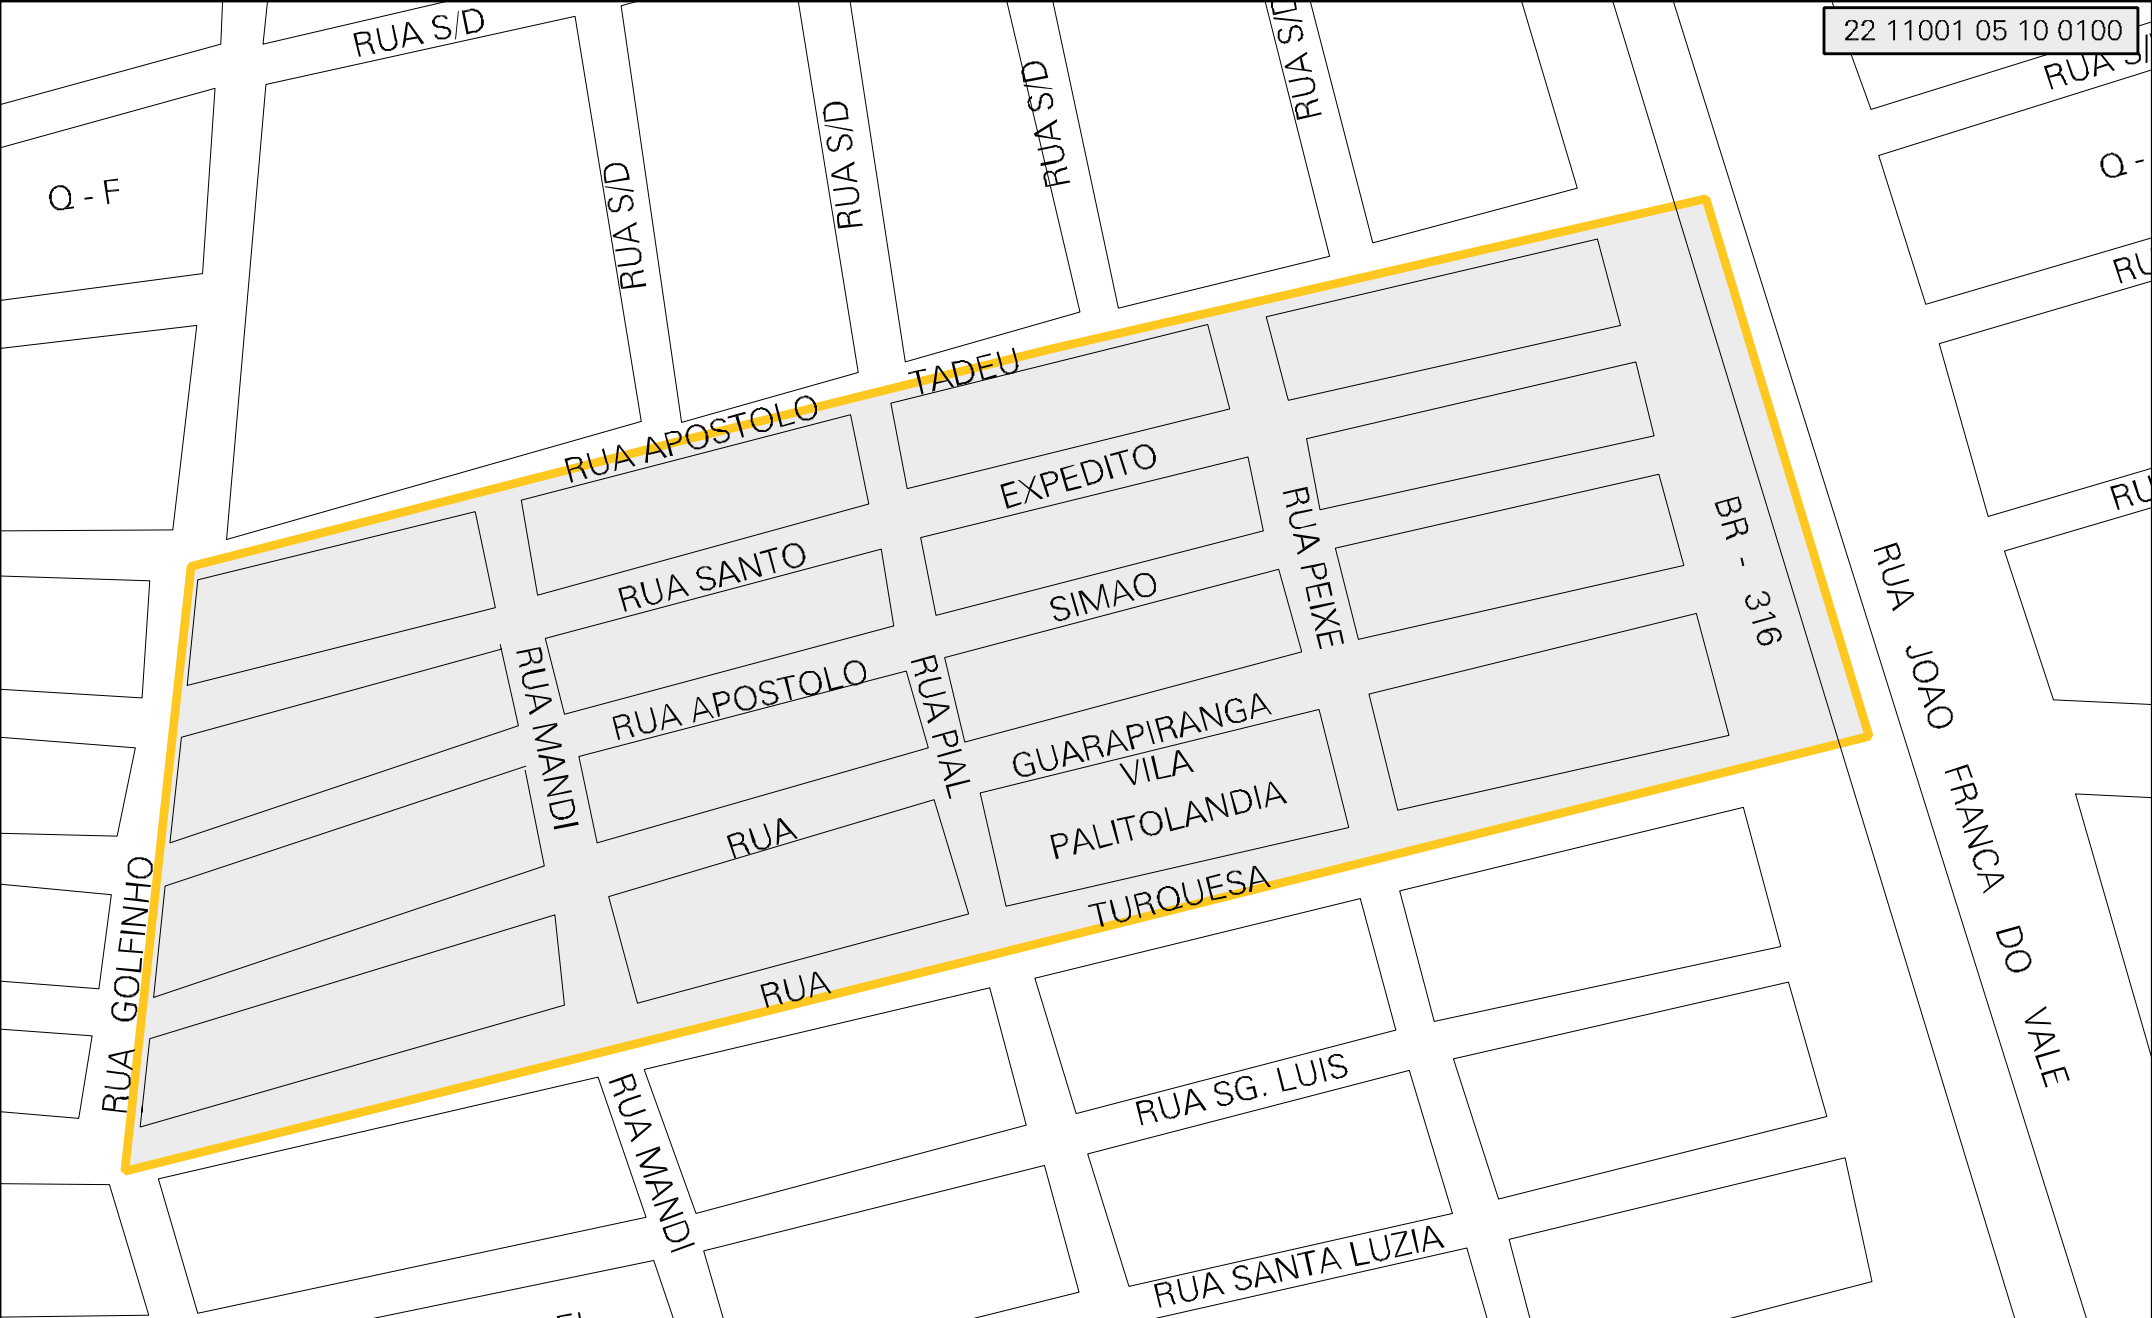 22 11001 05 10 0100
RUA S/D
RUA S/D
RUA S/D
RUA S/D
RUA S/D
Q - F
Q -
RUA APOSTOLO TADEU
RUA SANTO EXPEDITO
RUA APOSTOLO SIMAO
RUA GUARAPIRANGA
VILA
PALITOLANDIA
RUA TURQUESA
RUA MANDI
RUA PIAL
RUA PEIXE
BR - 316
RUA JOAO FRANCA DO VALE
RUA GOLFINHO
RUA MANDI
RUA SG. LUIS
RUA SANTA LUZIA